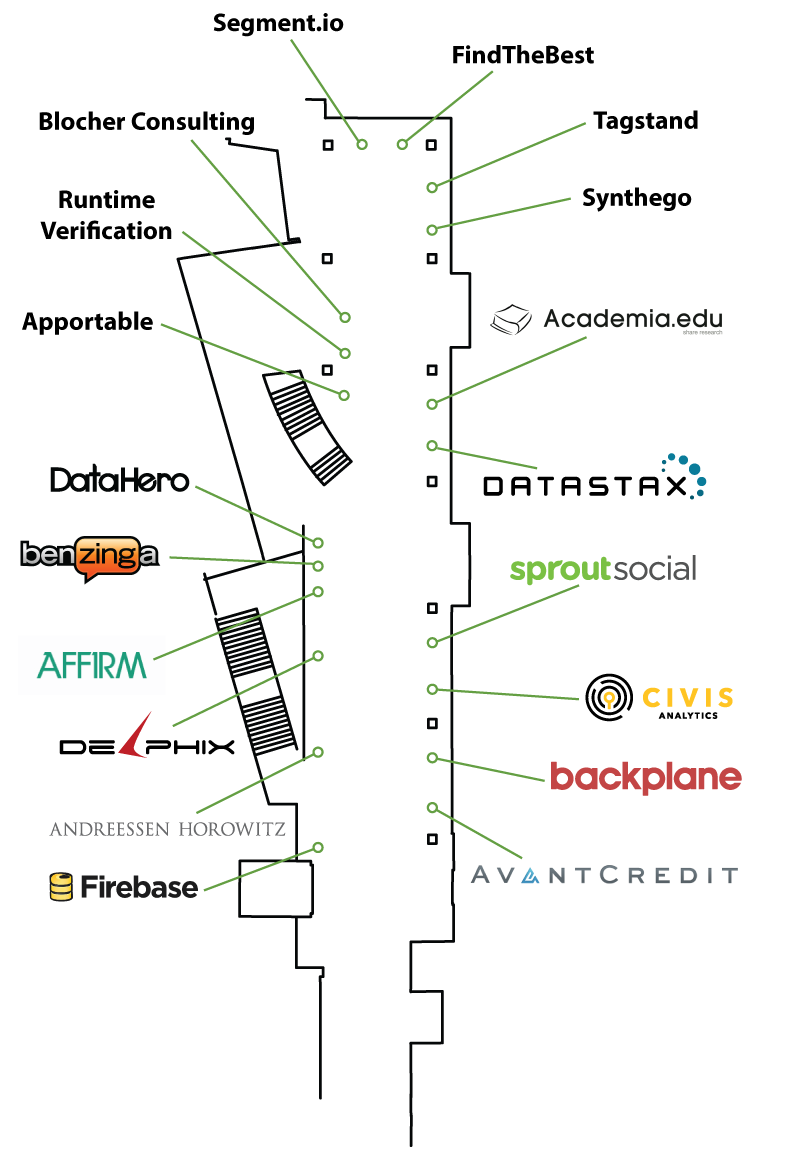 Segment.io
FindTheBest
Blocher Consulting
Tagstand
Runtime
Verification
Synthego
Apportable
Academia.edu
share research
DataHero
DATASTAX
benzinga
sproutsocial
AFFIRM
CIVIS
ANALYTICS
DELPHIX
backplane
ANDREESSEN HOROWITZ
Firebase
AVANTCREDIT